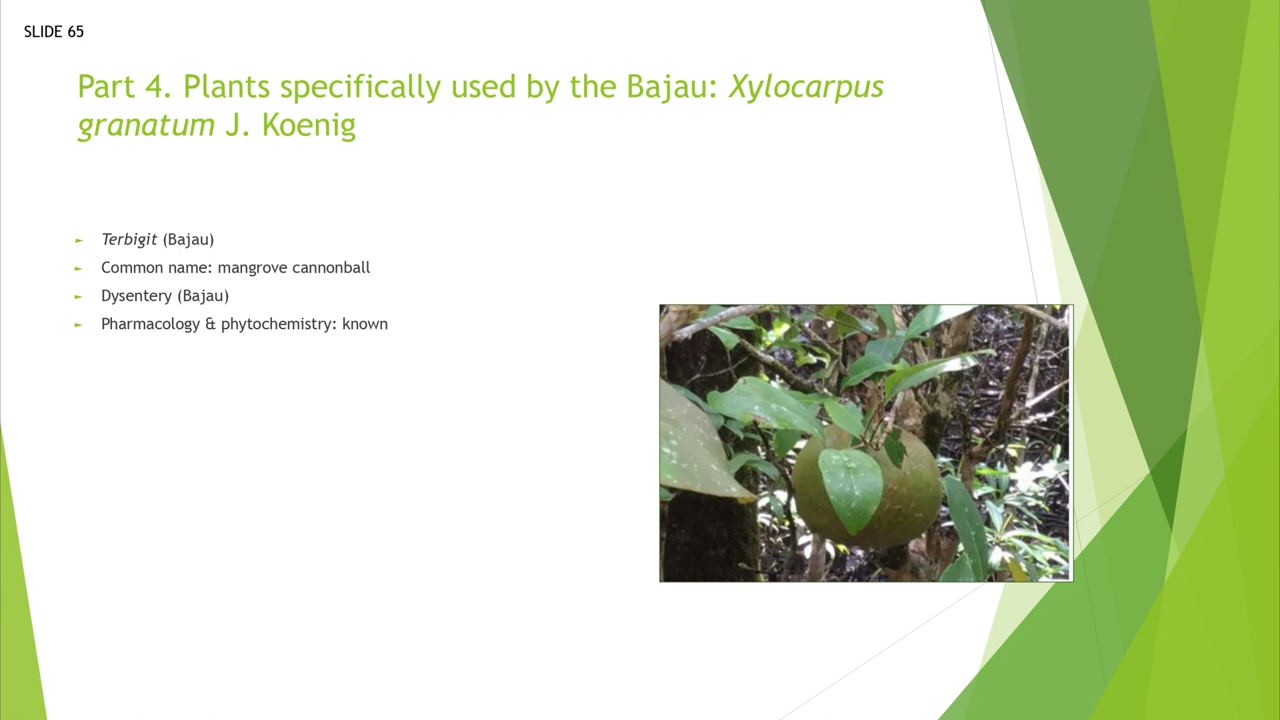 SLIDE 65
Part 4. Plants specifically used by the Bajau: Xylocarpus
granatum J. Koenig
► Terbigit (Bajau)
► Common name: mangrove cannonball
► Dysentery (Bajau)
► Pharmacology & phytochemistry: known